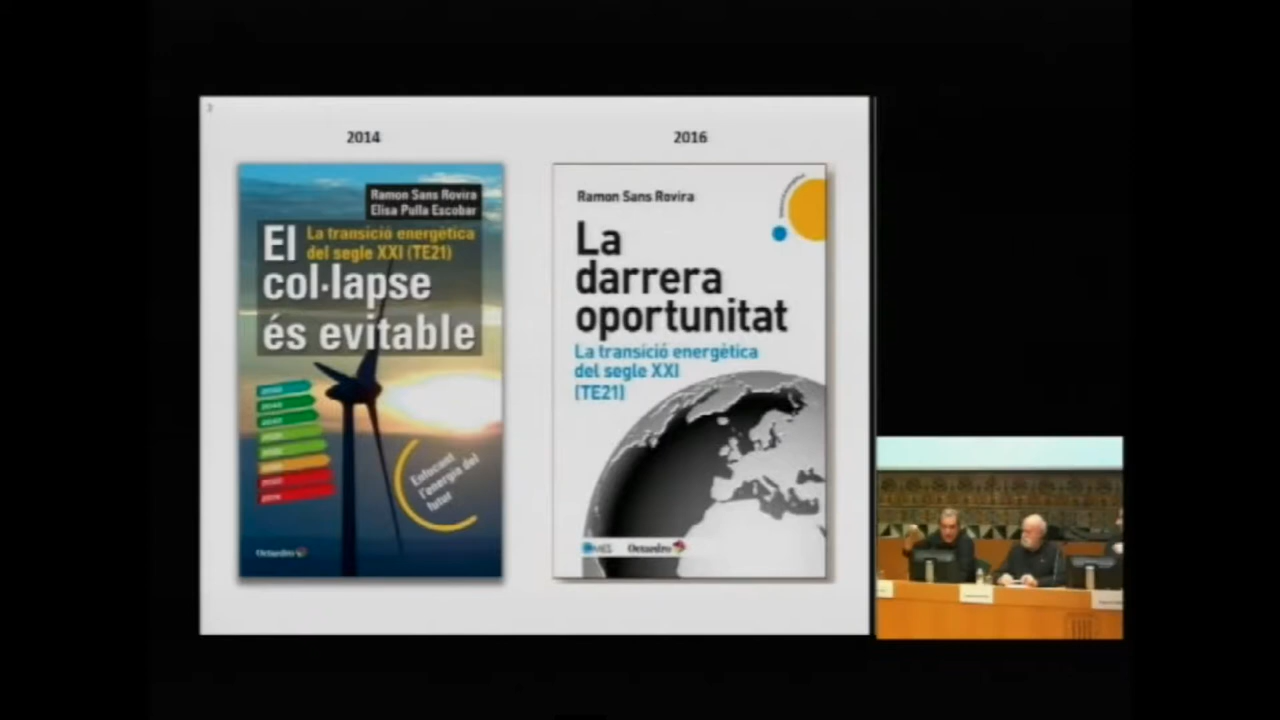 2
2014
2016
Ramon Sans Rovira
Elisa Pulla Escobar
El
La transició energètica
del segle XXI (TE21)
col·lapse
és evitable
Enfocant
l'energia del
futur
Octaedro
Ramon Sans Rovira
La
darrera
oportunitat
La transició energètica
del segle XXI
(TE21)
Octaedro